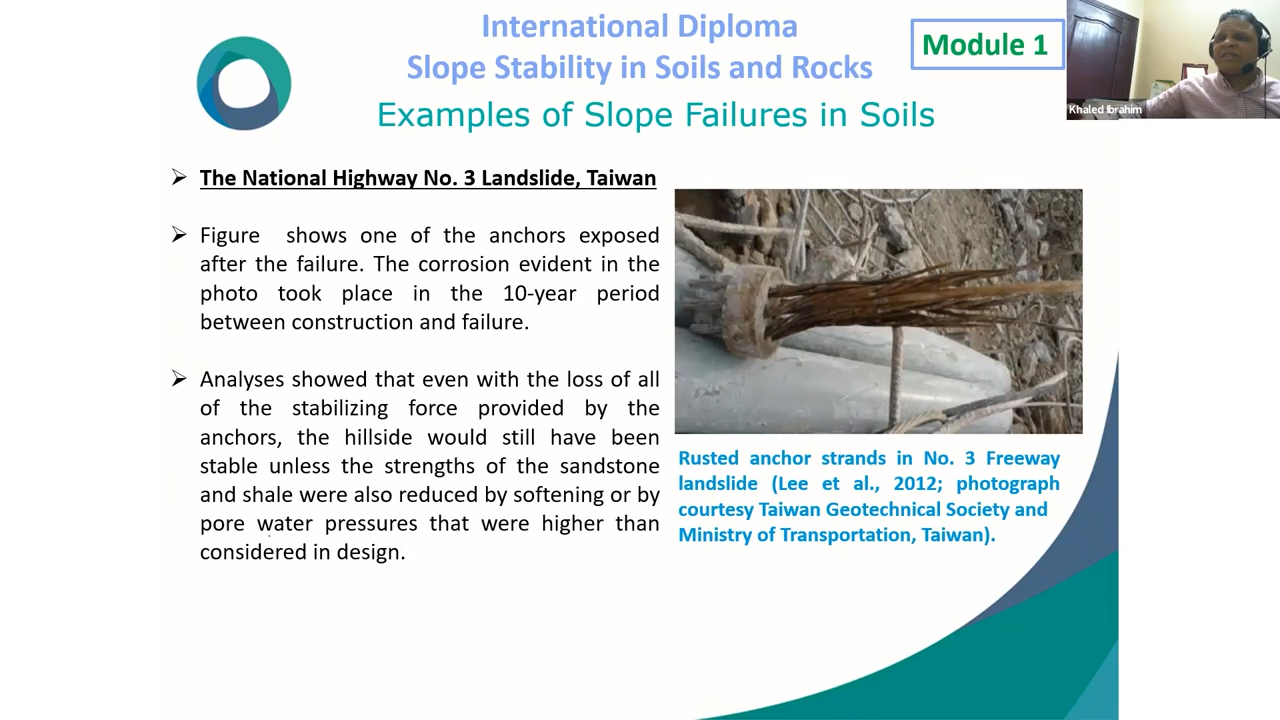 International Diploma
Slope Stability in Soils and Rocks
Module 1
Khaled Ibrahim
Examples of Slope Failures in Soils
The National Highway No. 3 Landslide, Taiwan
Figure shows one of the anchors exposed
after the failure. The corrosion evident in the
photo took place in the 10-year period
between construction and failure.
Analyses showed that even with the loss of all
of the stabilizing force provided by the
anchors, the hillside would still have been
stable unless the strengths of the sandstone
and shale were also reduced by softening or by
pore water pressures that were higher than
considered in design.
Rusted anchor strands in No. 3 Freeway
landslide (Lee et al., 2012; photograph
courtesy Taiwan Geotechnical Society and
Ministry of Transportation, Taiwan).